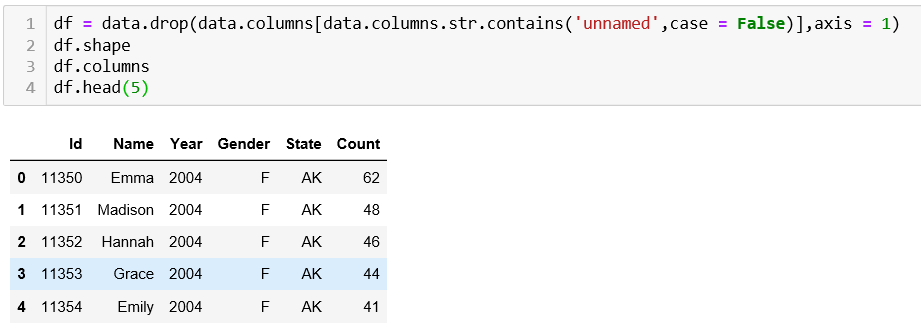 1 df = data.drop(data.columns[data.columns.str.contains('unnamed',case = False)],axis = 1)
2 df.shape
3 df.columns
4 df.head(5)
Id Name Year Gender State Count
0 11350 Emma 2004 F AK 62
1 11351 Madison 2004 F AK 48
2 11352 Hannah 2004 F AK 46
3 11353 Grace 2004 F AK 44
4 11354 Emily 2004 F AK 41